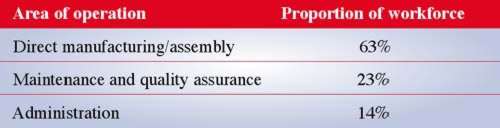 Area of operation Proportion of workforce
Direct manufacturing/assembly 63%
Maintenance and quality assurance 23%
Administration 14%